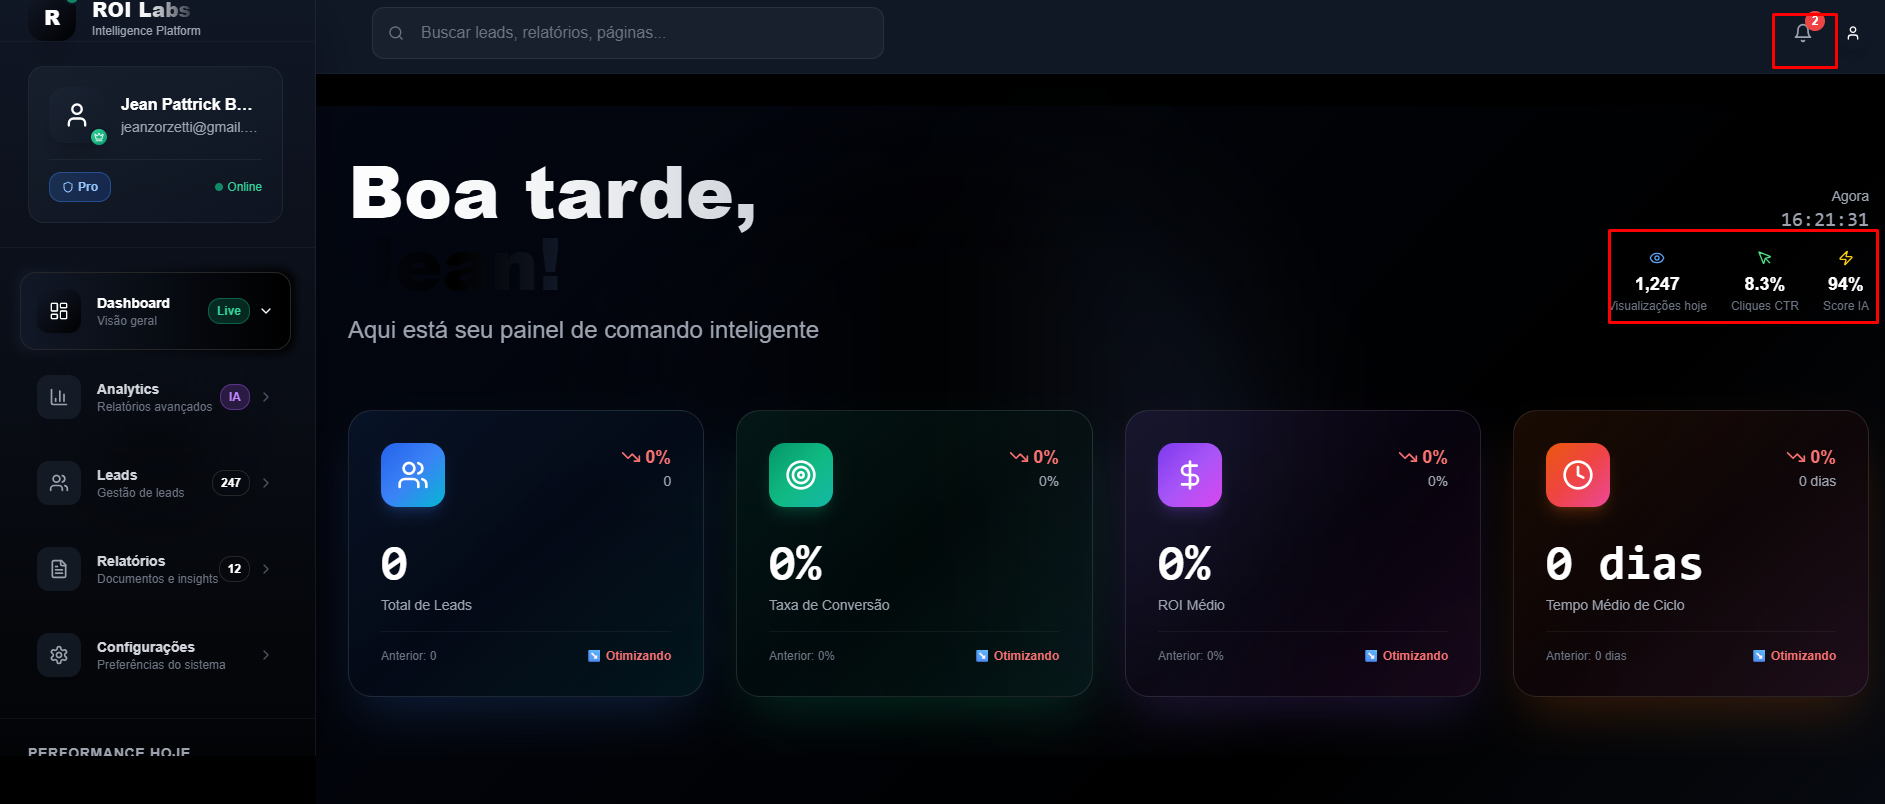 R
ROI Labs
Intelligence Platform
Buscar leads, relatórios, páginas...
2
Jean Pattrick B...
jeanzorzetti@gmail....
Pro
Online
Boa tarde,
Jean!
Aqui está seu painel de comando inteligente
Agora
16:21:31
1,247
Visualizações hoje
8.3%
Cliques CTR
94%
Score IA
Dashboard
Visão geral
Live
Analytics
Relatórios avançados
IA
Leads
Gestão de leads
247
Relatórios
Documentos e insights
12
Configurações
Preferências do sistema
PERFORMANCE HOJE
0%
0
0
Total de Leads
Anterior: 0
Otimizando
0%
0%
0%
Taxa de Conversão
Anterior: 0%
Otimizando
0%
0%
0%
ROI Médio
Anterior: 0%
Otimizando
0%
0 dias
0 dias
Tempo Médio de Ciclo
Anterior: 0 dias
Otimizando